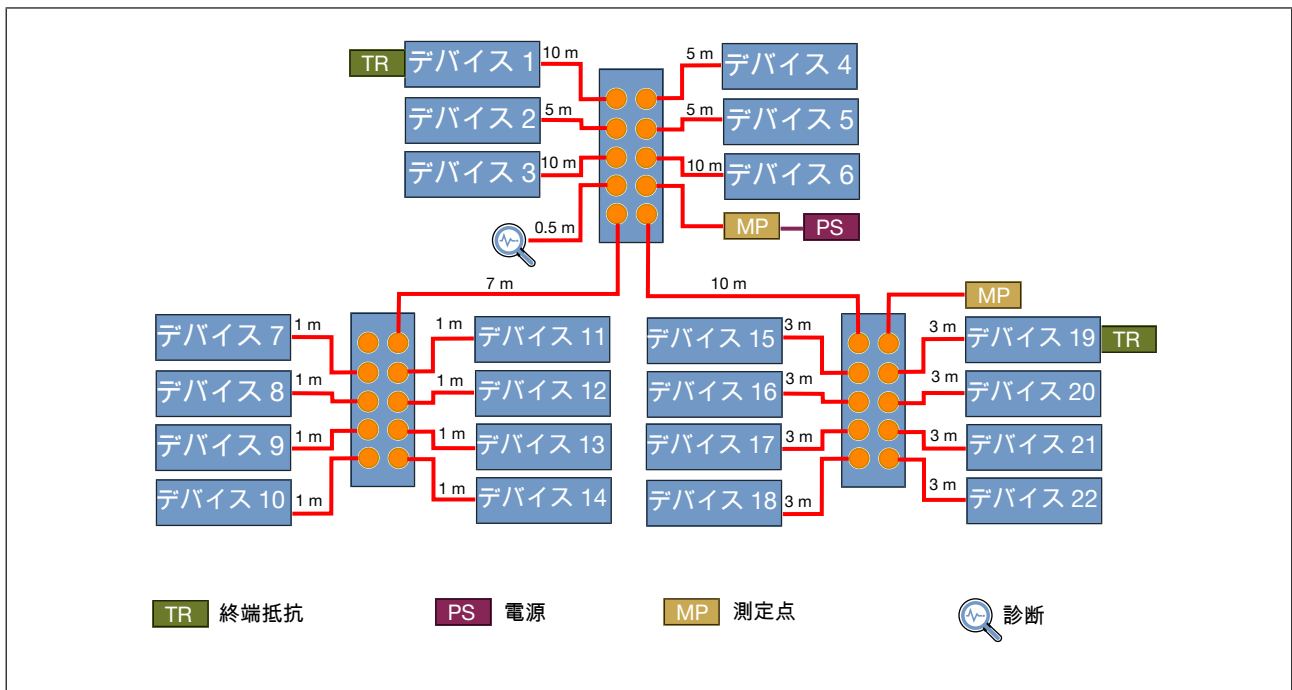 TR デバイス 1 10 m
5 m デバイス 4
デバイス 2 5 m
5 m デバイス 5
デバイス 3 10 m
10 m デバイス 6
0.5 m
MP PS
7 m
10 m
MP
デバイス 7 1 m
1 m デバイス 11
デバイス 8 1 m
1 m デバイス 12
デバイス 9 1 m
1 m デバイス 13
デバイス 10 1 m
1 m デバイス 14
デバイス 15 3 m
3 m デバイス 19 TR
デバイス 16 3 m
3 m デバイス 20
デバイス 17 3 m
3 m デバイス 21
デバイス 18 3 m
3 m デバイス 22
TR 終端抵抗
PS 電源
MP 測定点
診断